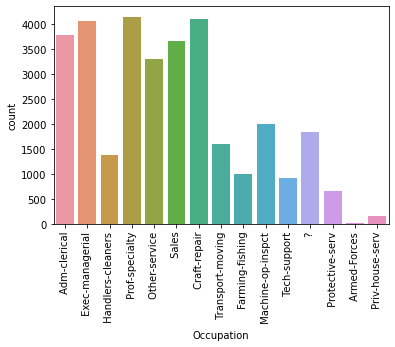 4000
3500
3000
2500
2000
1500
1000
500
0
count
Adm-clerical
Exec-managerial
Handlers-cleaners
Prof-specialty
Other-service
Sales
Craft-repair
Transport-moving
Farming-fishing
Machine-op-inspct
Tech-support
?
Protective-serv
Armed-Forces
Priv-house-serv
Occupation